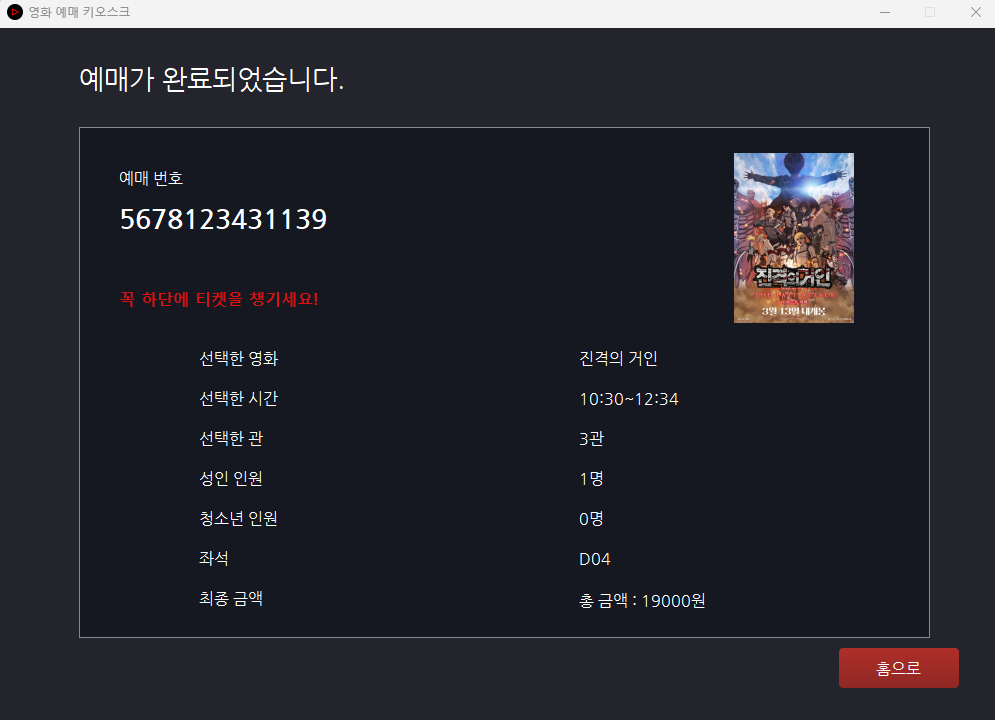 영화 예매 키오스크
예매가 완료되었습니다.
예매 번호
5678123431139
꼭 하단에 티켓을 챙기세요!
진격의거인
3월 13일 대개봉
선택한 영화 진격의 거인
선택한 시간 10:30~12:34
선택한 관 3관
성인 인원 1명
청소년 인원 0명
좌석 D04
최종 금액 총 금액 : 19000원
홈으로